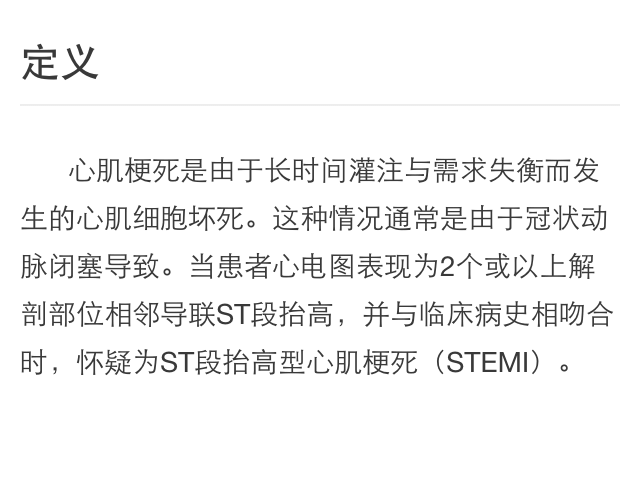 定义
心肌梗死是由于长时间灌注与需求失衡而发
生的心肌细胞坏死。这种情况通常是由于冠状动
脉闭塞导致。当患者心电图表现为2个或以上解
剖部位相邻导联ST段抬高，并与临床病史相吻合
时，怀疑为ST段抬高型心肌梗死（STEMI）。